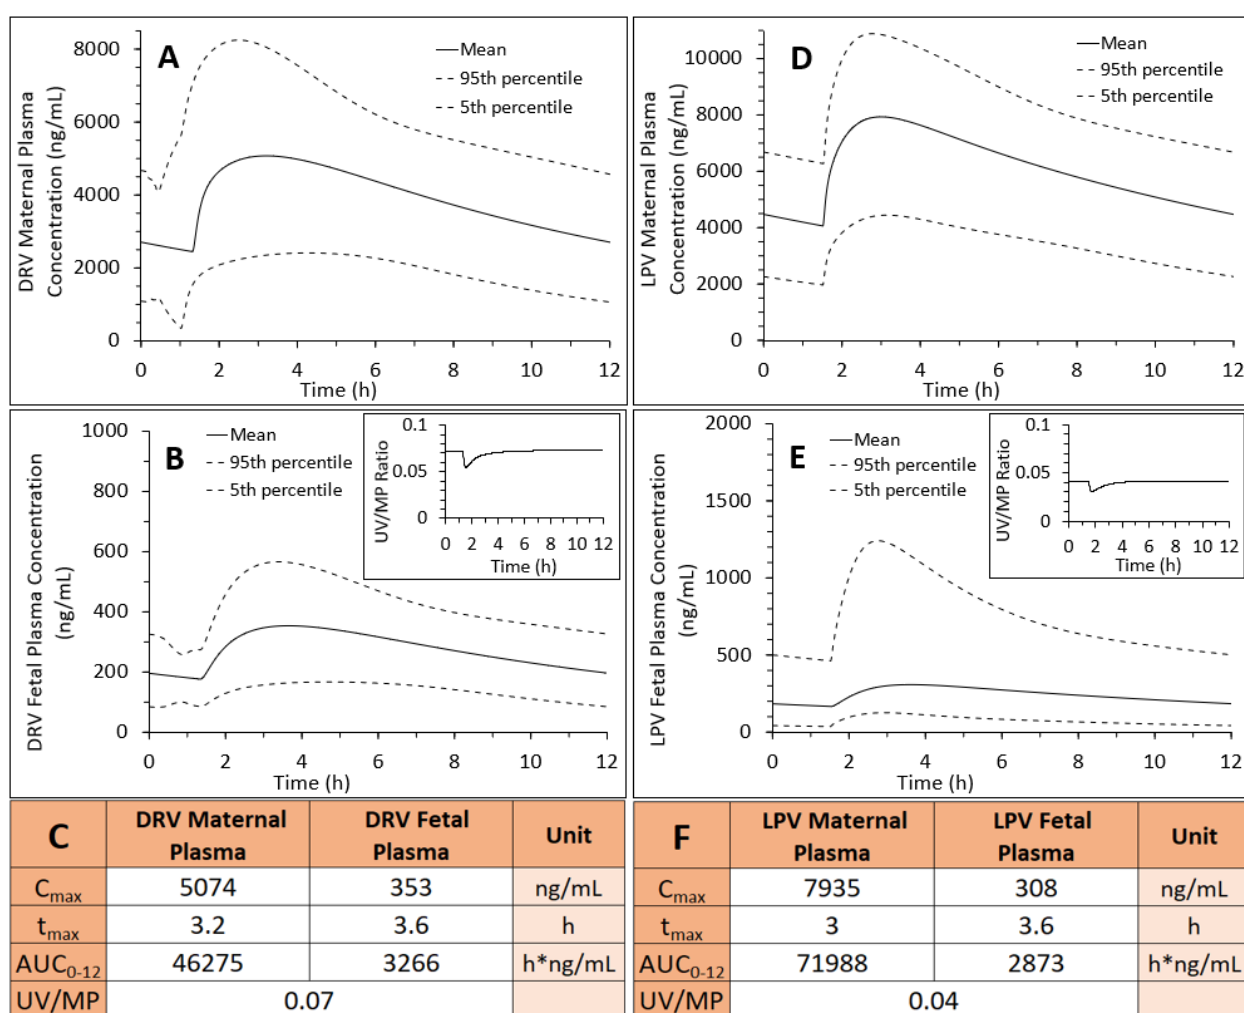 A
DRV Maternal Plasma
Concentration (ng/mL)
8000
6000
4000
2000
0
Mean
95th percentile
5th percentile
0 2 4 6 8 10 12
Time (h)
D
LPV Maternal Plasma
Concentration (ng/mL)
10000
8000
6000
4000
2000
0
Mean
95th percentile
5th percentile
0 2 4 6 8 10 12
Time (h)
B
DRV Fetal Plasma Concentration
(ng/mL)
1000
800
600
400
200
0
Mean
95th percentile
5th percentile
0 2 4 6 8 10 12
Time (h)
UV/MP Ratio
0.1
0.05
0
0 2 4 6 8 10 12
Time (h)
E
LPV Fetal Plasma Concentration
(ng/mL)
2000
1500
1000
500
0
Mean
95th percentile
5th percentile
0 2 4 6 8 10 12
Time (h)
UV/MP Ratio
0.1
0.05
0
0 2 4 6 8 10 12
Time (h)
C
DRV Maternal Plasma
DRV Fetal Plasma
Unit
Cmax 5074 353 ng/mL
tmax 3.2 3.6 h
AUC0-12 46275 3266 h*ng/mL
UV/MP 0.07
F
LPV Maternal Plasma
LPV Fetal Plasma
Unit
Cmax 7935 308 ng/mL
tmax 3 3.6 h
AUC0-12 71988 2873 h*ng/mL
UV/MP 0.04